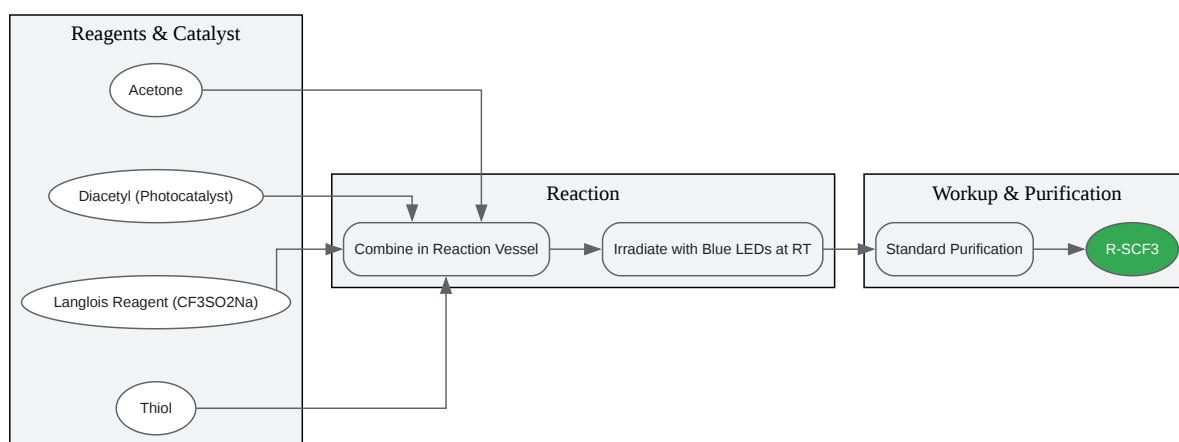 Reagents & Catalyst
Acetone
Diacetyl (Photocatalyst)
Langlois Reagent (CF3SO2Na)
Thiol
Reaction
Combine in Reaction Vessel
Irradiate with Blue LEDs at RT
Workup & Purification
Standard Purification
R-SCF3